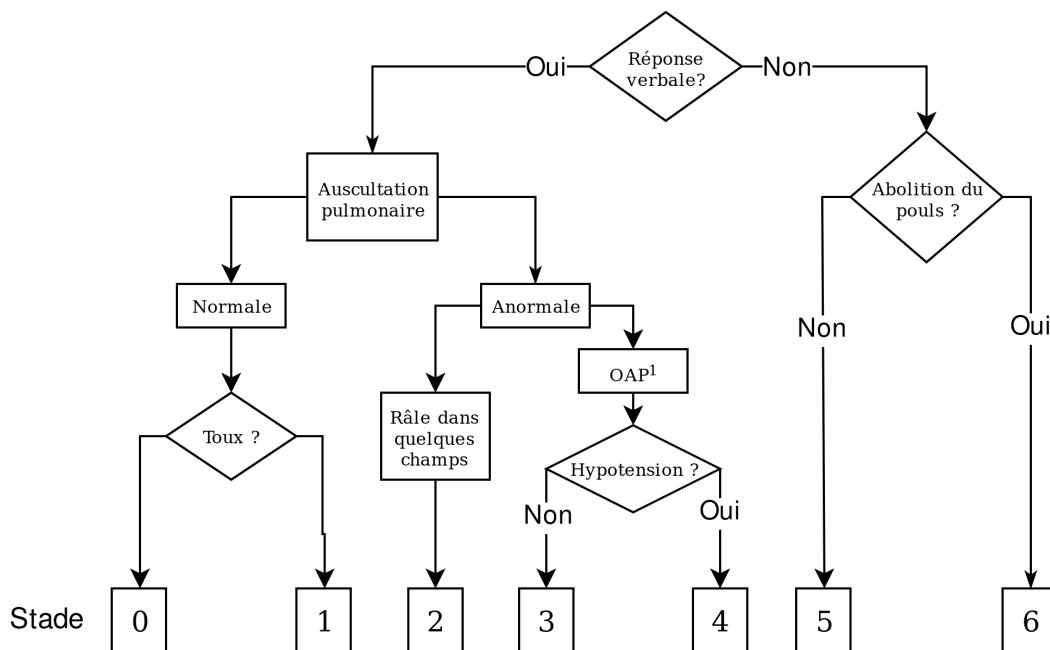 Réponse
verbale?
Oui
Non
Auscultation
pulmonaire
Abolition du
pouls ?
Normale
Anormale
Non
Oui
OAP¹
Toux ?
Râle dans
quelques
champs
Hypotension ?
Non
Oui
Stade
0
1
2
3
4
5
6